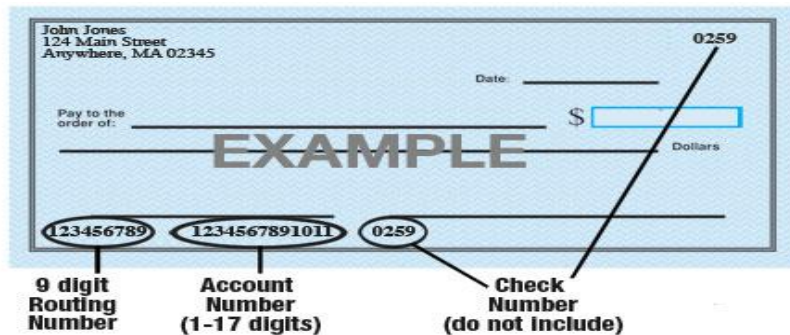 John Jones
124 Main Street
Anywhere, MA 02345
0259
Date:
Pay to the
order of:
$
EXAMPLE
Dollars
123456789 1234567891011 0259
9 digit
Routing
Number
Account
Number
(1-17 digits)
Check
Number
(do not include)